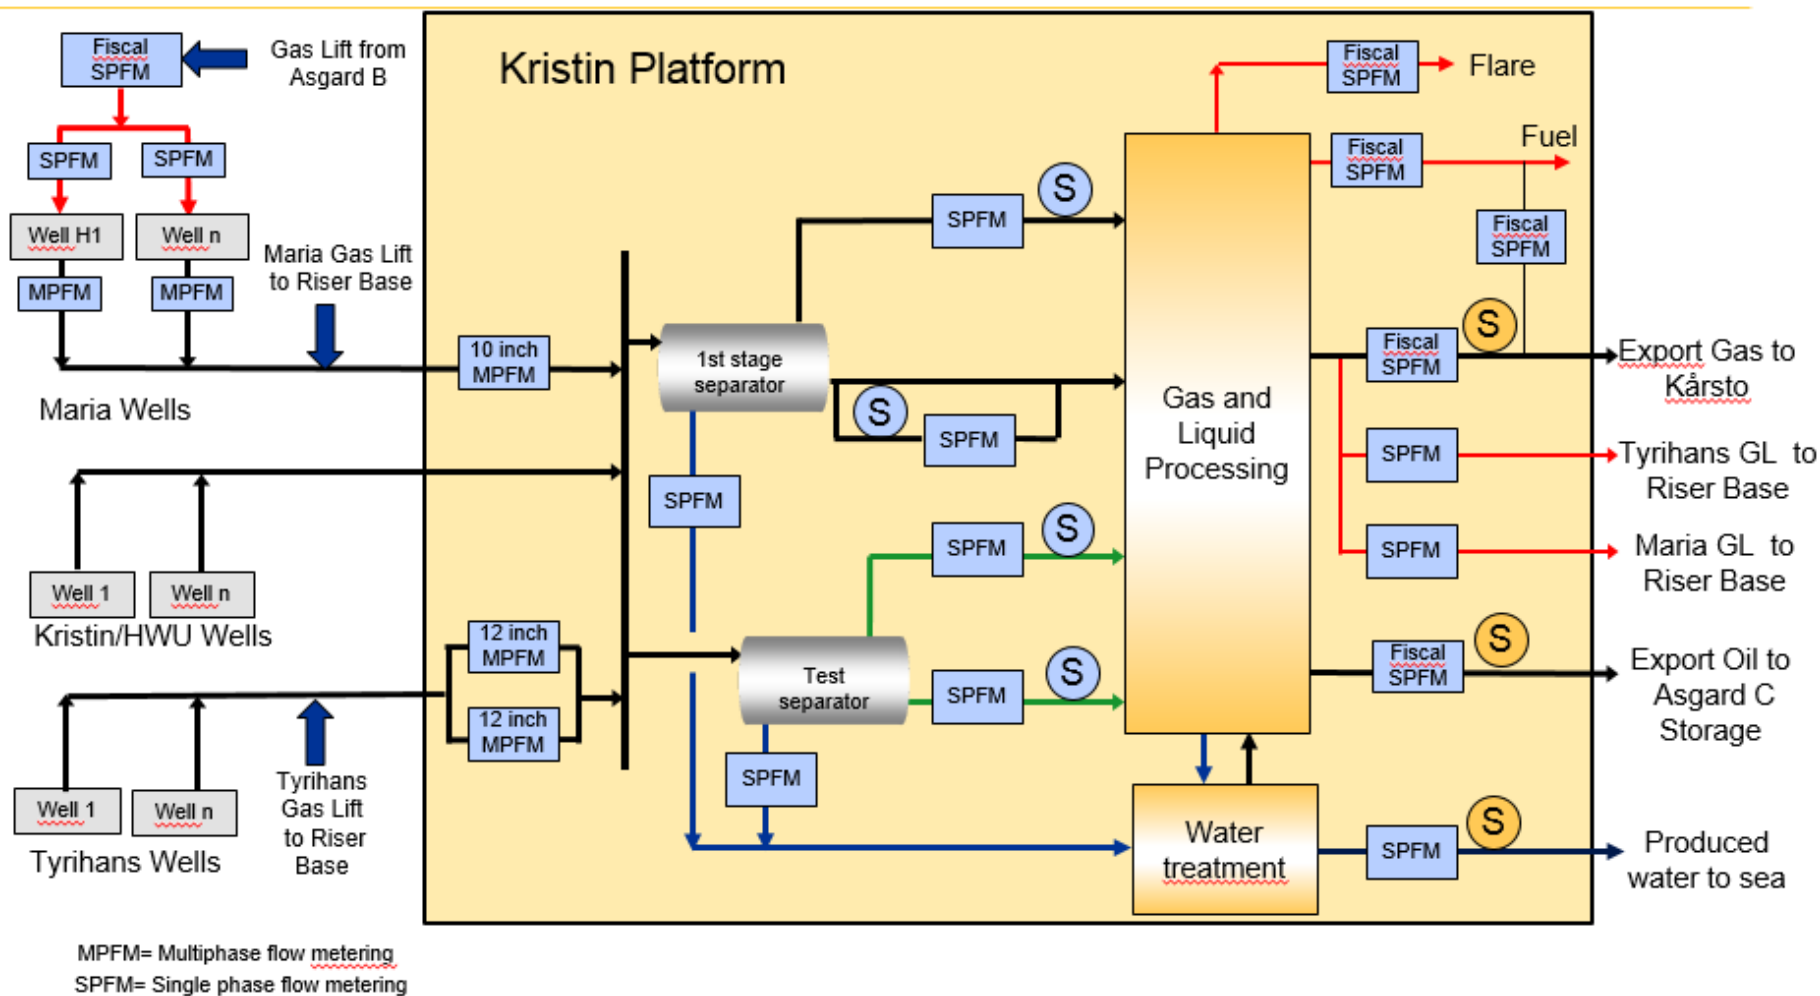 Fiscal
SPFM
Gas Lift from
Asgard B
SPFM
SPFM
Well H1
Well n
MPFM
MPFM
Maria Gas Lift
to Riser Base
Maria Wells
Well 1
Well n
Kristin/HWU Wells
Well 1
Well n
Tyrihans Wells
Tyrihans
Gas Lift
to Riser
Base
Kristin Platform
10 inch
MPFM
12 inch
MPFM
12 inch
MPFM
1st stage
separator
SPFM
S
S
SPFM
SPFM
SPFM
S
Test
separator
SPFM
S
SPFM
Gas and
Liquid
Processing
Water
treatment
Fiscal
SPFM
Flare
Fiscal
SPFM
Fuel
Fiscal
SPFM
Fiscal
SPFM
S
Export Gas to
Kårsto
SPFM
Tyrihans GL to
Riser Base
SPFM
Maria GL to
Riser Base
Fiscal
SPFM
S
Export Oil to
Asgard C
Storage
SPFM
S
Produced
water to sea
MPFM= Multiphase flow metering
SPFM= Single phase flow metering